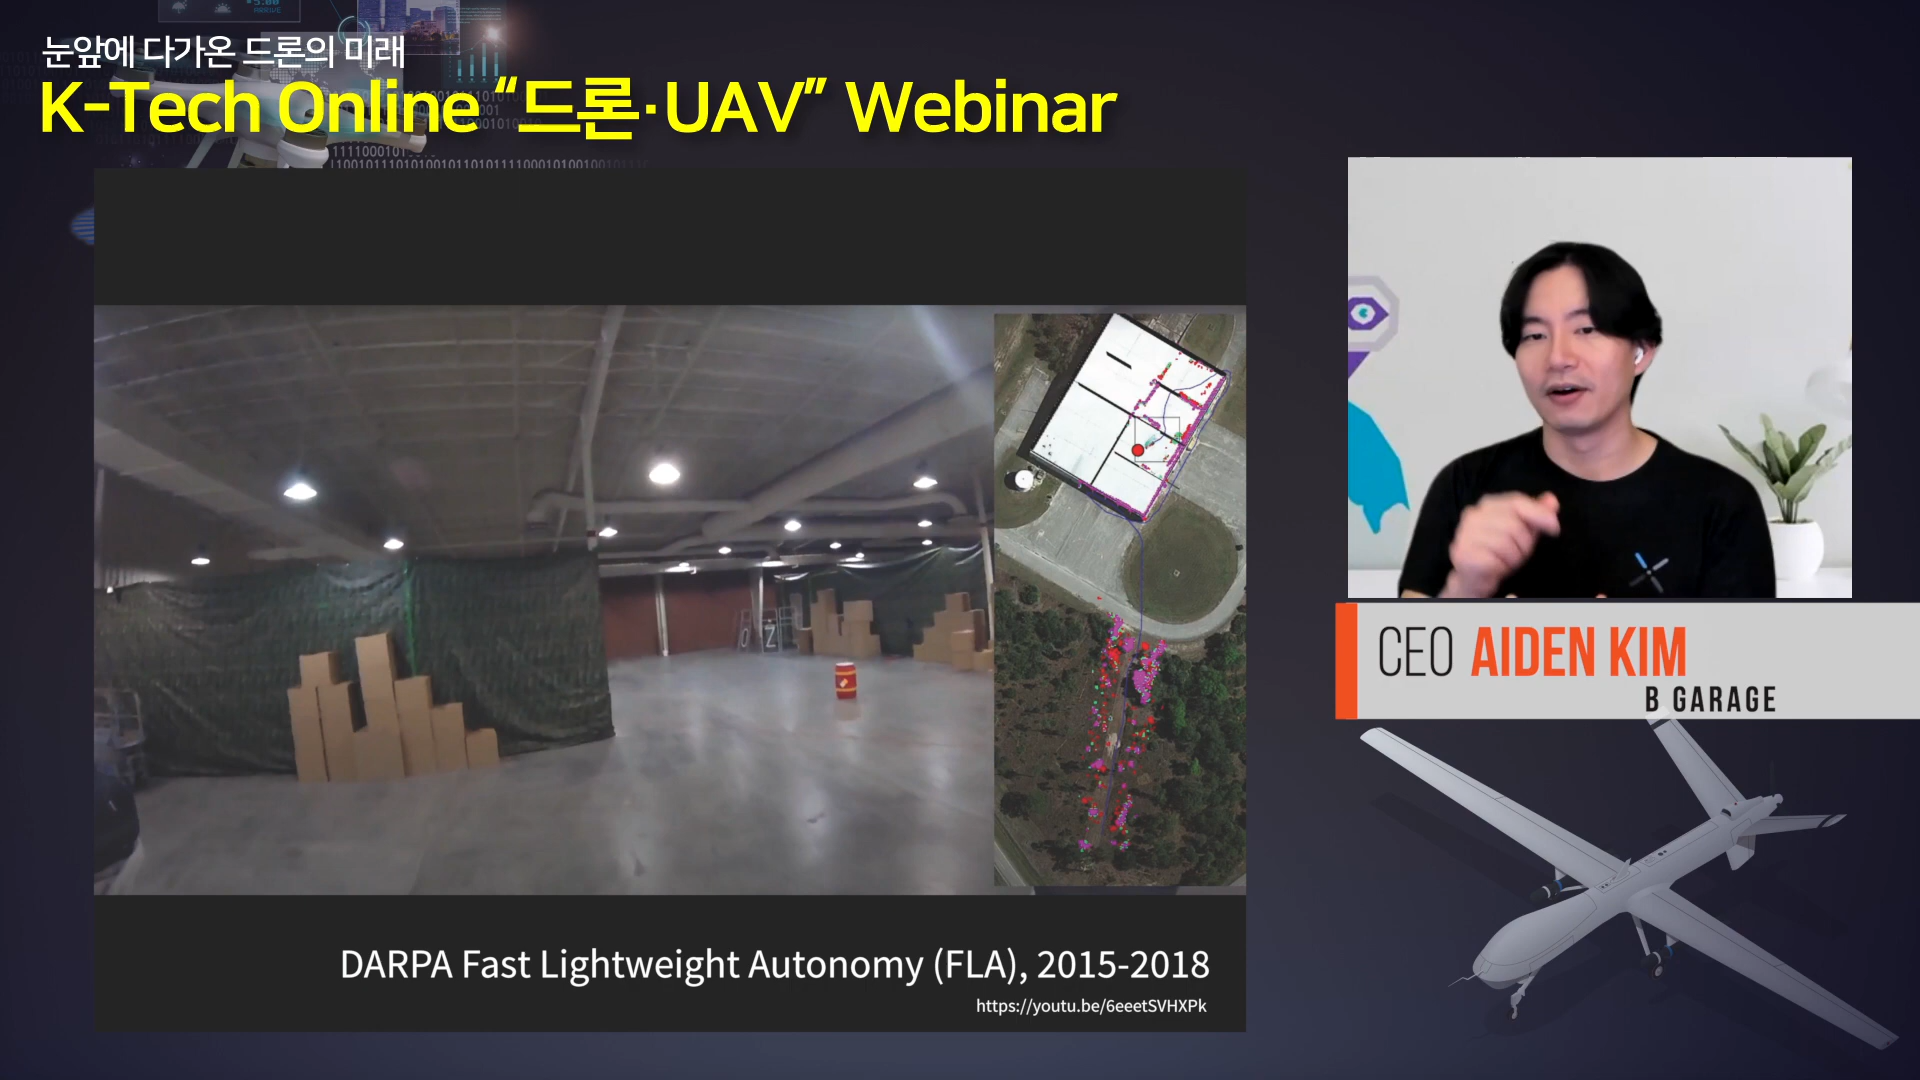 눈앞에 다가온 드론의 미래
K-Tech Online “드론·UAV” Webinar
CEO AIDEN KIM
B GARAGE
DARPA Fast Lightweight Autonomy (FLA), 2015-2018
https://youtu.be/6eeetSVHXPk